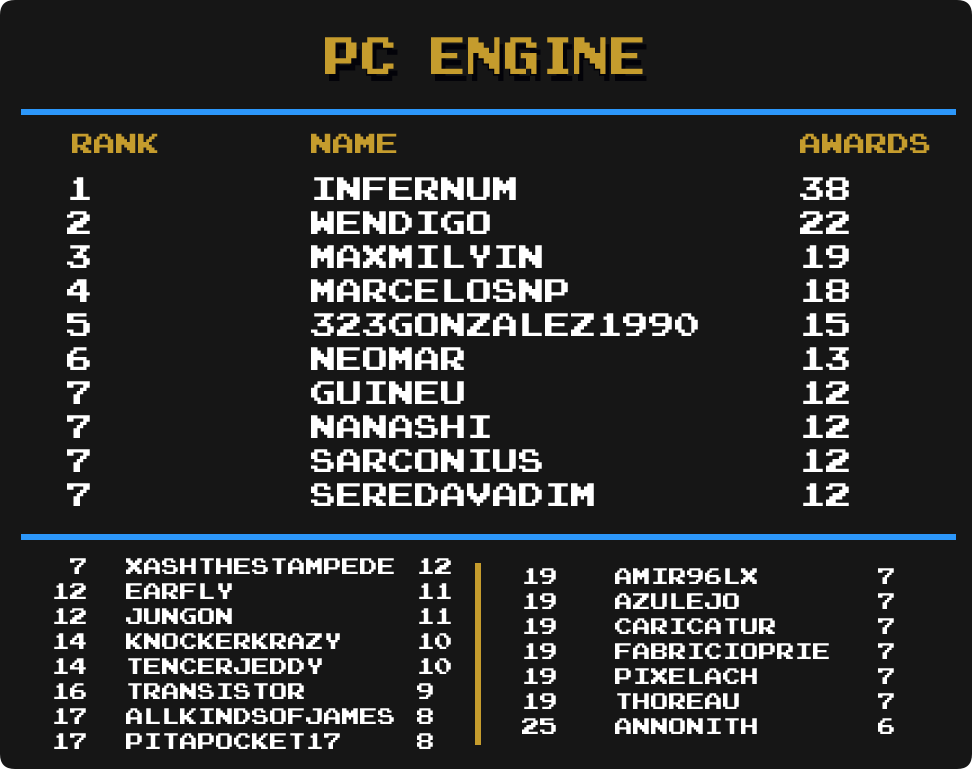 PC ENGINE
RANK NAME AWARDS
1 INFERNUM 38
2 WENDIGO 22
3 MAXMILYIN 19
4 MARCELOSNP 18
5 323GONZALEZ1990 15
6 NEOMAR 13
7 GUINEU 12
7 NANASHI 12
7 SARCONIUS 12
7 SEREDAVADIM 12
7 XASHTHESTAMPEDE 12
12 EARFLY 11
12 JUNGON 11
14 KNOCKERKRAZY 10
14 TENCERJEDDY 10
16 TRANSISTOR 9
17 ALLKINDSOFJAMES 8
17 PITAPOCKET17 8
19 AMIR96LX 7
19 AZULEJO 7
19 CARICATUR 7
19 FABRICIOPRIE 7
19 PIXELACH 7
19 THOREAU 7
25 ANNONITH 6